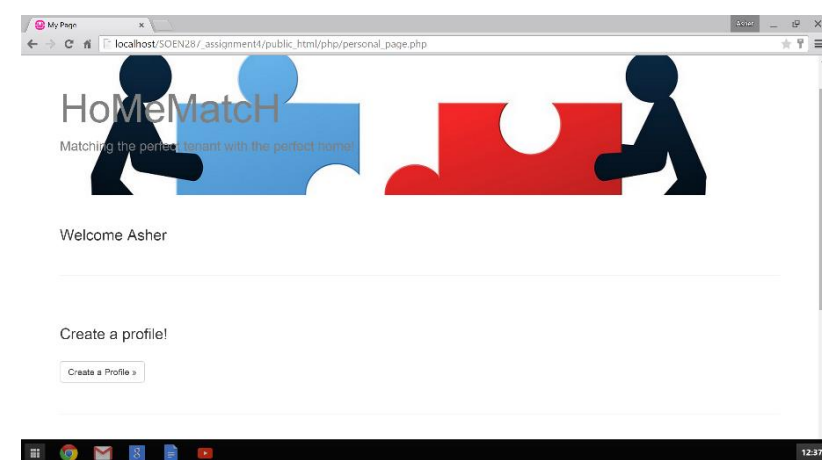 My Page
Asher
localhost/SOEN287_assignment4/public_html/php/personal_page.php
HoMeMatcH
Matching the perfect tenant with the perfect home!
Welcome Asher
Create a profile!
Create a Profile »
8
12:37